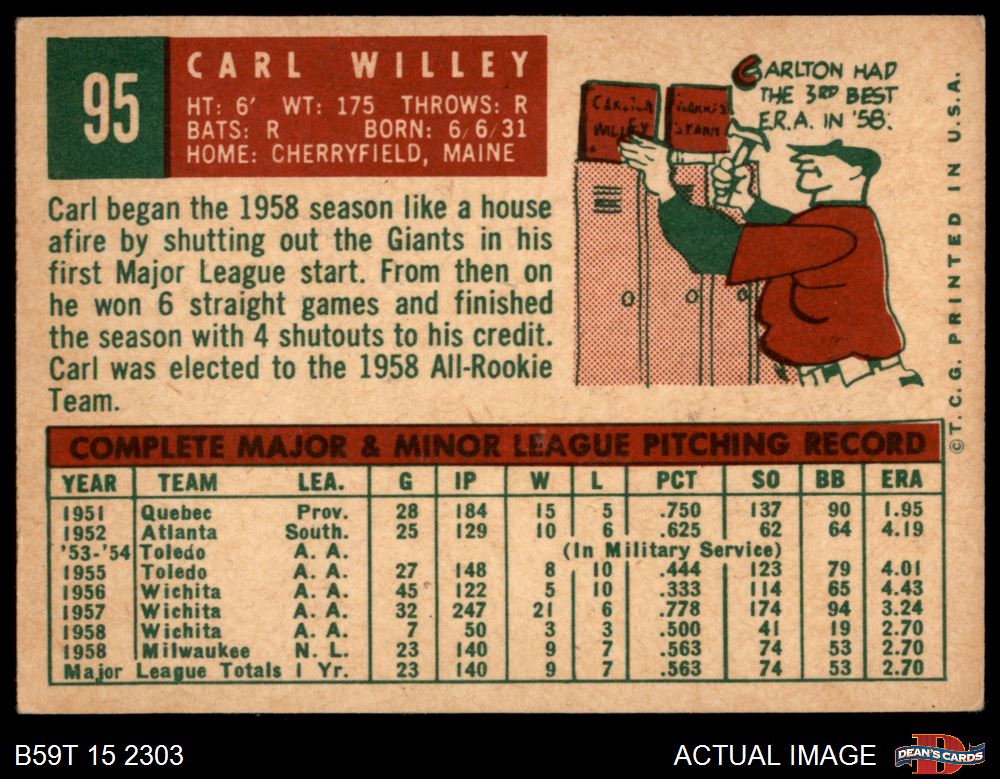 95
CARL WILLEY
HT: 6' WT: 175 THROWS: R
BATS: R BORN: 6/6/31
HOME: CHERRYFIELD, MAINE
CARLTON HAD
THE 3RD BEST
E.R.A. IN '58.
CARLTON
WILLEY
Carl began the 1958 season like a house
afire by shutting out the Giants in his
first Major League start. From then on
he won 6 straight games and finished
the season with 4 shutouts to his credit.
Carl was elected to the 1958 All-Rookie
Team.
©T.C.G. PRINTED IN U.S.A.
COMPLETE MAJOR & MINOR LEAGUE PITCHING RECORD
YEAR TEAM LEA. G IP W L PCT SO BB ERA
1951 Quebec Prov. 28 184 15 5 .750 137 90 1.95
1952 Atlanta South. 25 129 10 6 .625 62 64 4.19
'53-'54 Toledo A. A. (In Military Service)
1955 Toledo A. A. 27 148 8 10 .444 123 79 4.01
1956 Wichita A. A. 45 122 5 10 .333 114 65 4.43
1957 Wichita A. A. 32 247 21 6 .778 174 94 3.24
1958 Wichita A. A. 7 50 3 3 .500 41 19 2.70
1958 Milwaukee N. L. 23 140 9 7 .563 74 53 2.70
Major League Totals 1 Yr. 23 140 9 7 .563 74 53 2.70
B59T 15 2303
ACTUAL IMAGE
DEAN'S CARDS